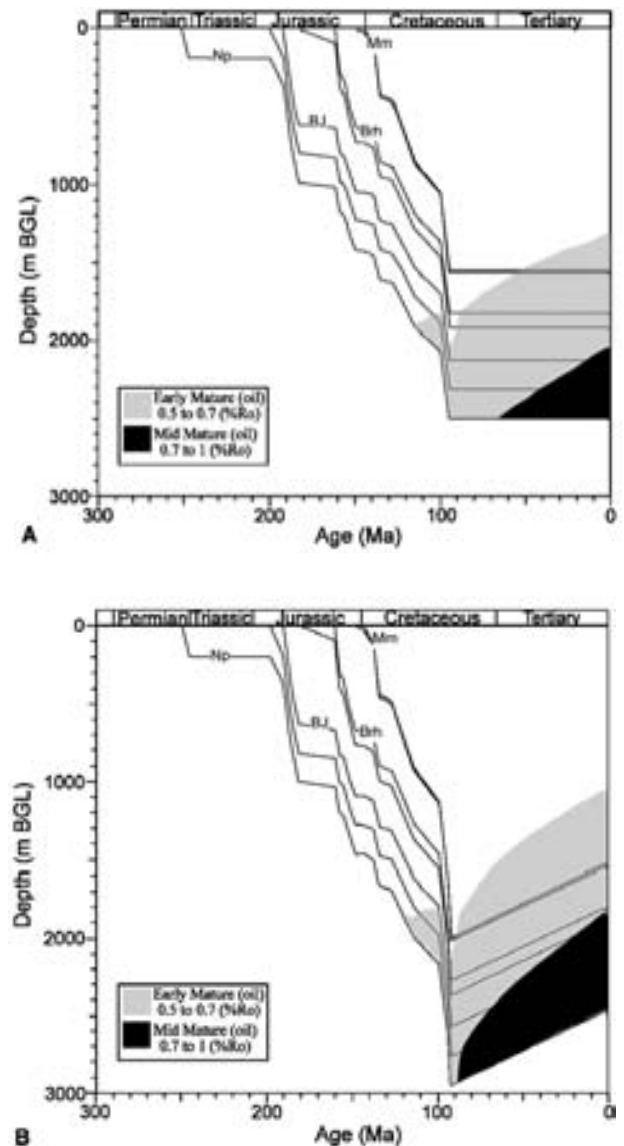 Permian Triassic Jurassic Cretaceous Tertiary
0
Np
BJ
Brh
Mm
1000
2000
3000
Depth (m BGL)
Early Mature (oil)
0.5 to 0.7 (%Ro)
Mid Mature (oil)
0.7 to 1 (%Ro)
300 200 100 0
A
Age (Ma)
Permian Triassic Jurassic Cretaceous Tertiary
0
Np
BJ
Brh
Mm
1000
2000
3000
Depth (m BGL)
Early Mature (oil)
0.5 to 0.7 (%Ro)
Mid Mature (oil)
0.7 to 1 (%Ro)
300 200 100 0
B
Age (Ma)